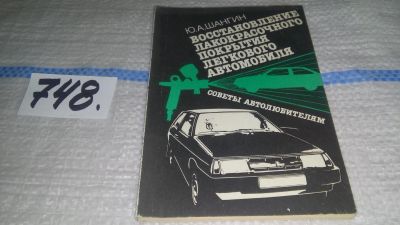 Ю.А.ШАНГИН
ВОССТАНОВЛЕНИЕ
ЛАКОКРАСОЧНОГО
ПОКРЫТИЯ
ЛЕГКОВОГО
АВТОМОБИЛЯ
СОВЕТЫ АВТОЛЮБИТЕЛЯМ
748.